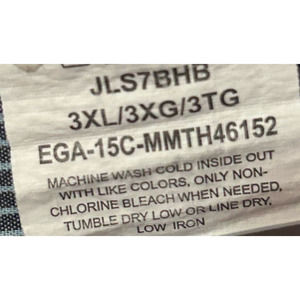 JLS7BHB
3XL/3XG/3TG
EGA-15C-MMTH46152
MACHINE WASH COLD INSIDE OUT
WITH LIKE COLORS, ONLY NON-
CHLORINE BLEACH WHEN NEEDED,
TUMBLE DRY LOW OR LINE DRY,
LOW IRON